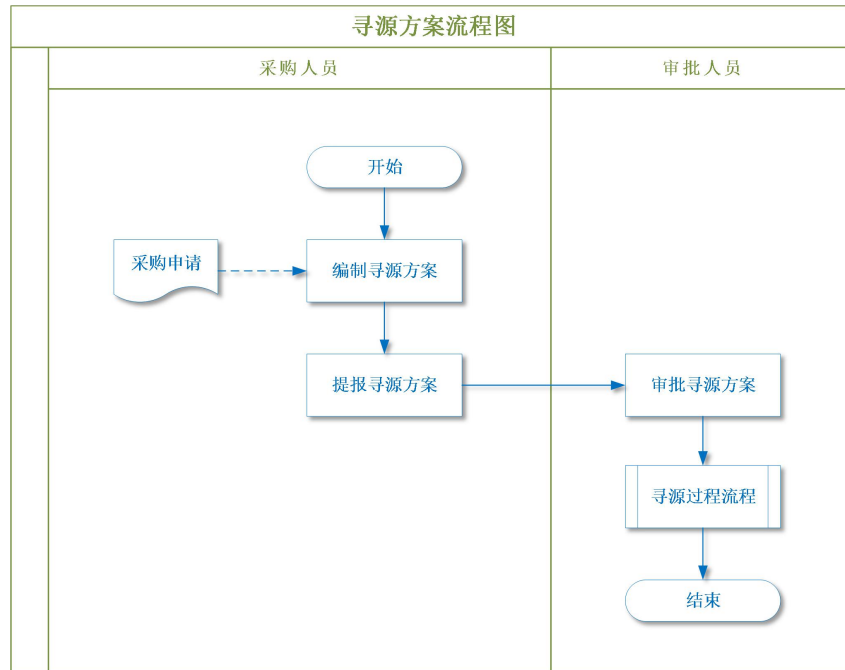 寻源方案流程图
采购人员
审批人员
开始
采购申请
编制寻源方案
提报寻源方案
审批寻源方案
寻源过程流程
结束